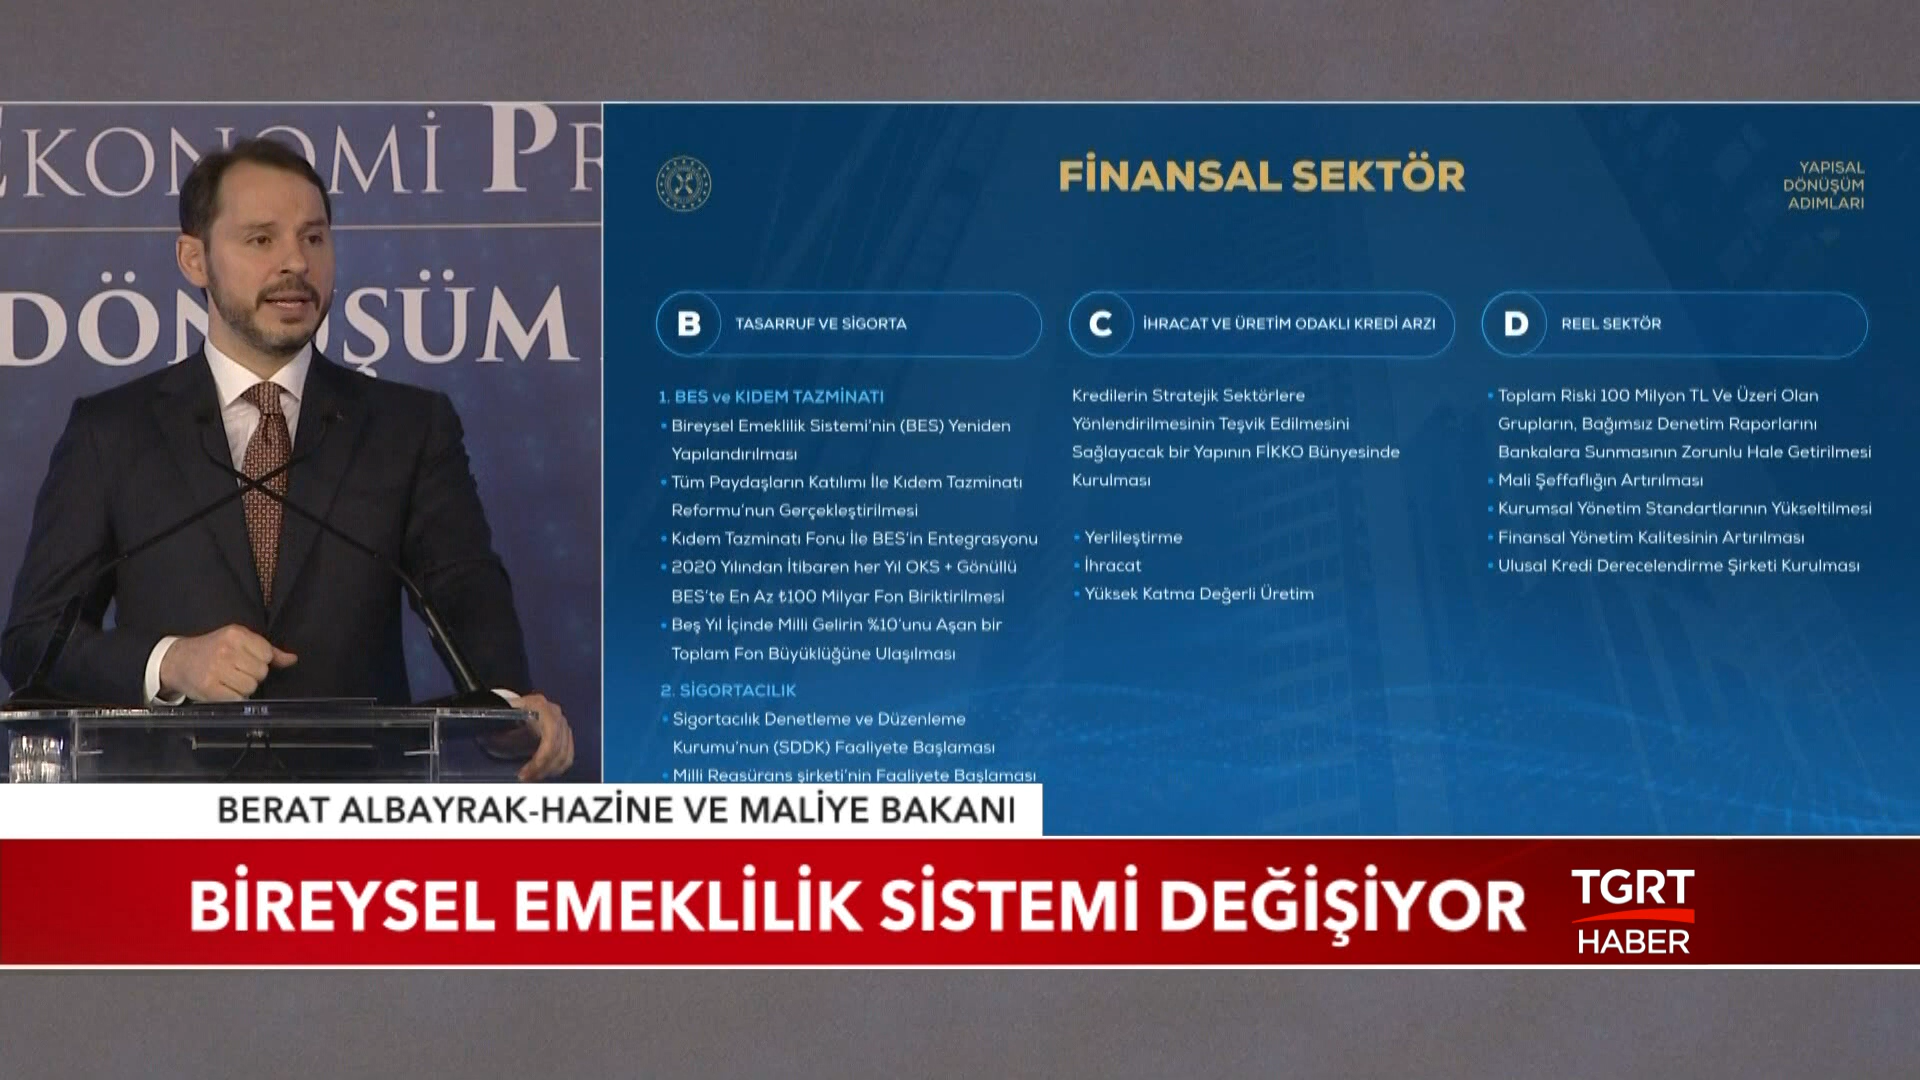 EKONOMİ PR
DÖNÜŞÜM
FİNANSAL SEKTÖR
YAPISAL
DÖNÜŞÜM
ADIMLARI
B TASARRUF VE SİGORTA
1. BES ve KIDEM TAZMİNATI
• Bireysel Emeklilik Sistemi'nin (BES) Yeniden
Yapılandırılması
• Tüm Paydaşların Katılımı İle Kıdem Tazminatı
Reformu'nun Gerçekleştirilmesi
• Kıdem Tazminatı Fonu İle BES'in Entegrasyonu
• 2020 Yılından İtibaren her Yıl OKS + Gönüllü
BES'te En Az ₺100 Milyar Fon Biriktirilmesi
• Beş Yıl İçinde Milli Gelirin %10'unu Aşan bir
Toplam Fon Büyüklüğüne Ulaşılması
2. SİGORTACILIK
• Sigortacılık Denetleme ve Düzenleme
Kurumu'nun (SDDK) Faaliyete Başlaması
• Milli Reasürans şirketi'nin Faaliyete Başlaması
C İHRACAT VE ÜRETİM ODAKLI KREDİ ARZI
Kredilerin Stratejik Sektörlere
Yönlendirilmesinin Teşvik Edilmesini
Sağlayacak bir Yapının FİKKO Bünyesinde
Kurulması
• Yerlileştirme
• İhracat
• Yüksek Katma Değerli Üretim
D REEL SEKTÖR
• Toplam Riski 100 Milyon TL Ve Üzeri Olan
Grupların, Bağımsız Denetim Raporlarını
Bankalara Sunmasının Zorunlu Hale Getirilmesi
• Mali Şeffaflığın Artırılması
• Kurumsal Yönetim Standartlarının Yükseltilmesi
• Finansal Yönetim Kalitesinin Artırılması
• Ulusal Kredi Derecelendirme Şirketi Kurulması
BERAT ALBAYRAK-HAZİNE VE MALİYE BAKANI
BİREYSEL EMEKLİLİK SİSTEMİ DEĞİŞİYOR
TGRT
HABER